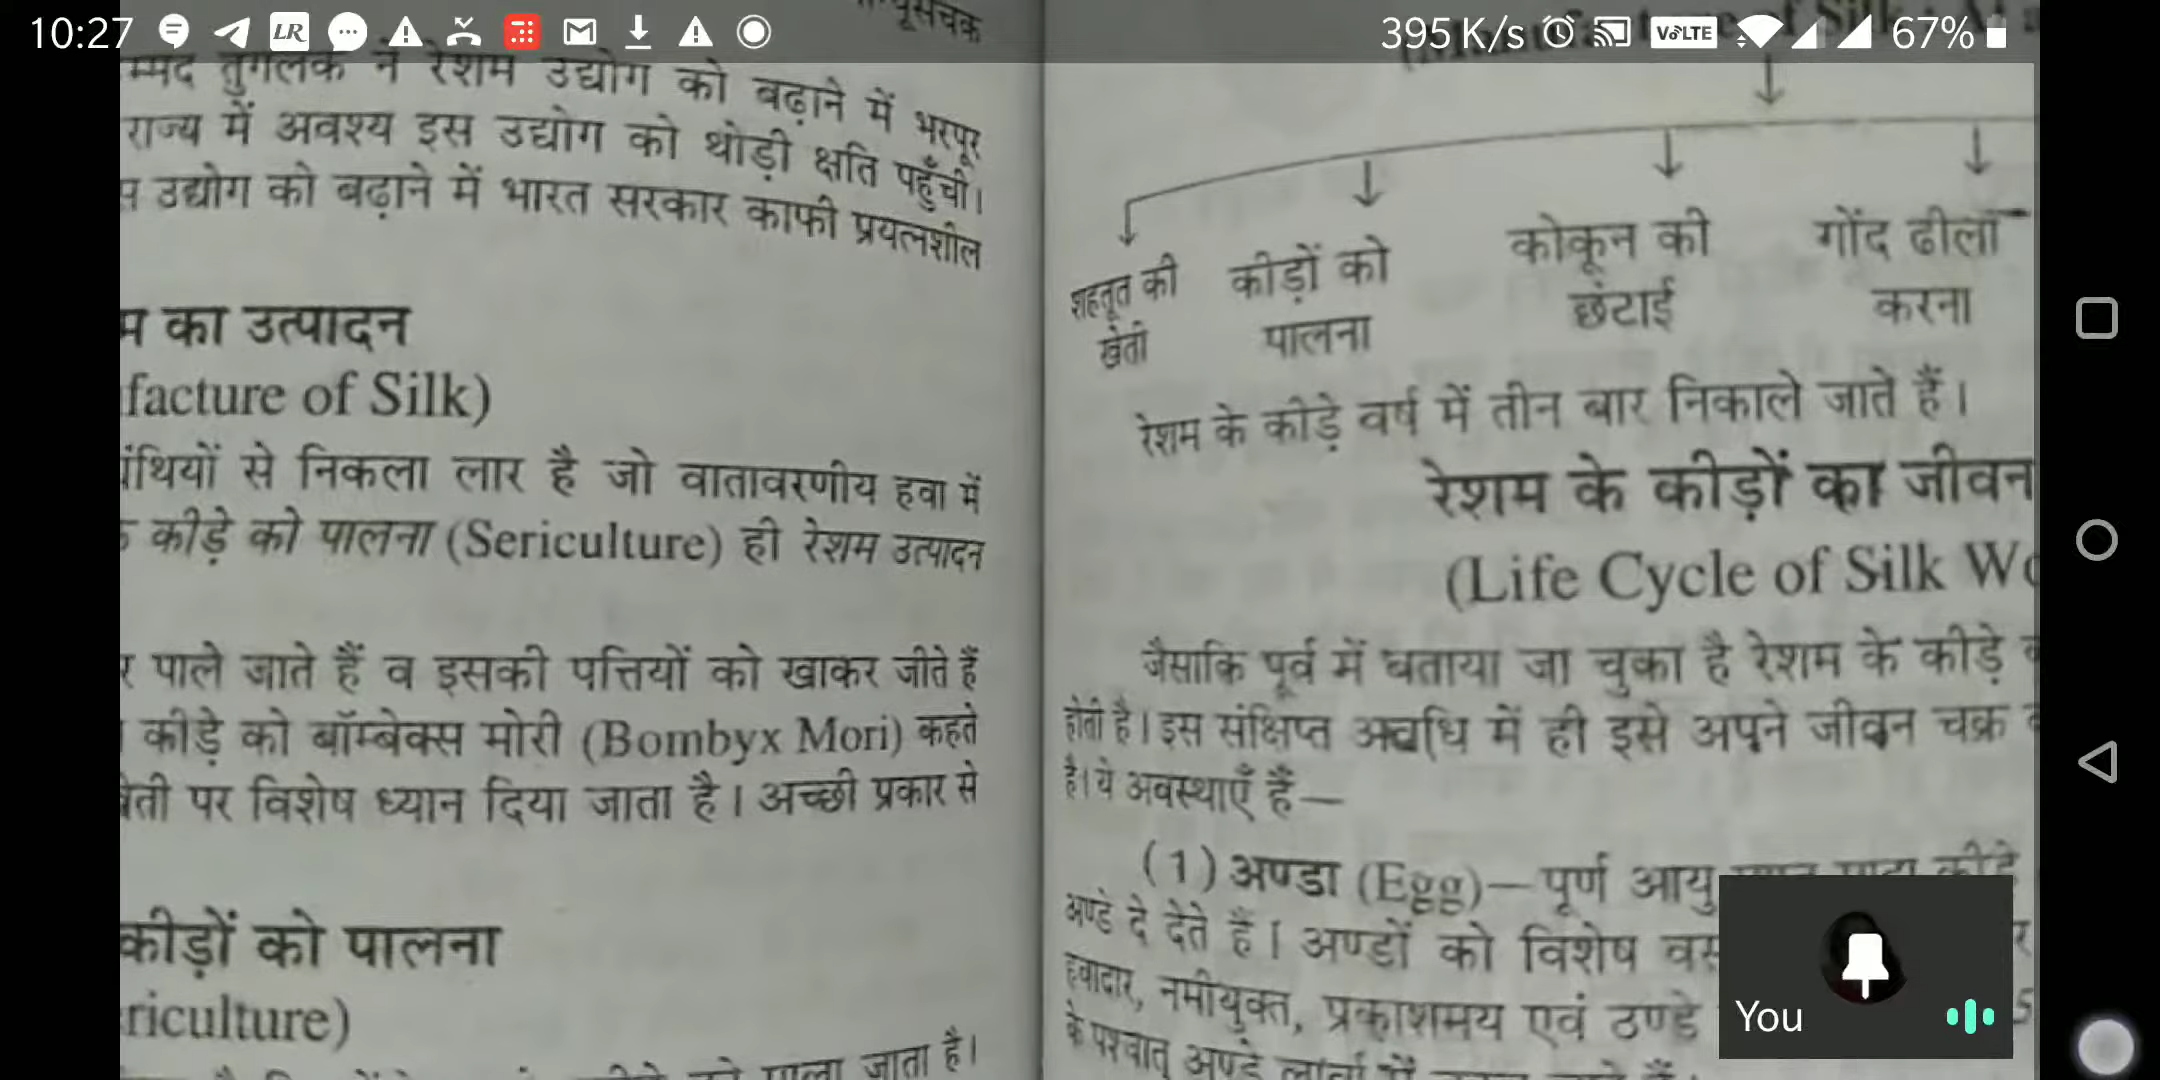 10:27
LR
395 K/s
VoLTE
67%
तुगलक ने रेशम उद्योग को बढ़ाने में भरपूर
राज्य में अवश्य इस उद्योग को थोड़ी क्षति पहुँची।
उद्योग को बढ़ाने में भारत सरकार काफी प्रयत्नशील
का उत्पादन
facture of Silk)
से निकला लार है जो वातावरणीय हवा में
कीड़े को पालना (Sericulture) ही रेशम उत्पादन
पाले जाते हैं व इसकी पत्तियों को खाकर जीते हैं
कीड़े को बॉम्बेक्स मोरी (Bombyx Mori) कहते
पर विशेष ध्यान दिया जाता है। अच्छी प्रकार से
कीड़ों को पालना
riculture)
जाता है।
शहतूत की
खेती
कीड़ों को
पालना
कोकून की
छंटाई
गोंद ढीला
करना
रेशम के कीड़े वर्ष में तीन बार निकाले जाते हैं।
रेशम के कीड़ों का जीवन
(Life Cycle of Silk
जैसाकि पूर्व में बताया जा चुका है रेशम के कीड़े
होती है। इस संक्षिप्त अवधि में ही इसे अपने जीवन चक्र
है। ये अवस्थाएँ हैं—
(1) अण्डा (Egg)—पूर्ण आयु
अण्डे दे देते हैं। अण्डों को विशेष
हवादार, नमीयुक्त, प्रकाशमय एवं ठण्डे
के पश्चात् अण्डे
You